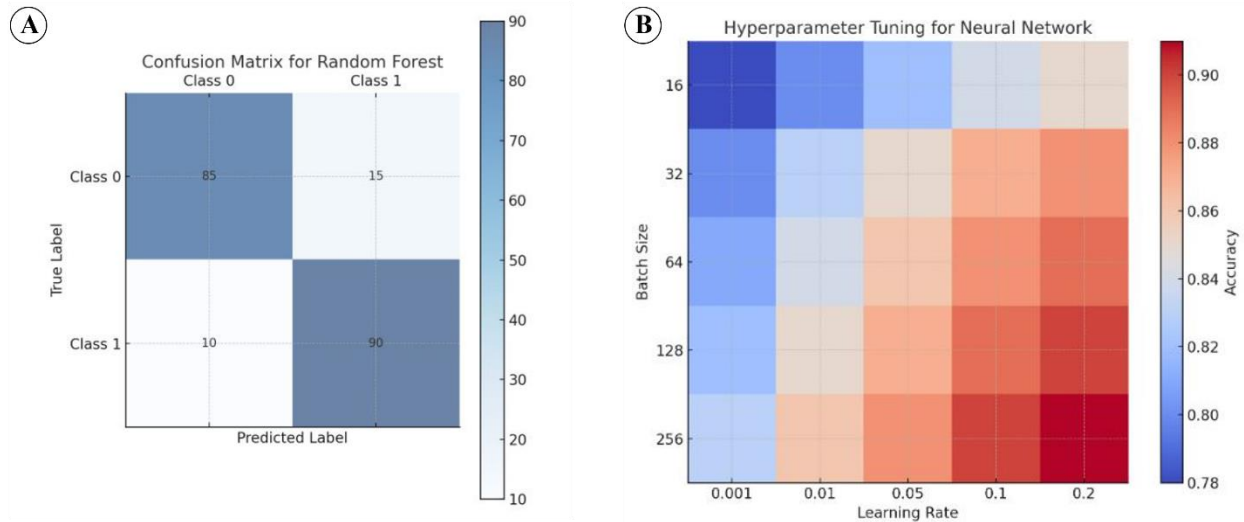 A
Confusion Matrix for Random Forest
Class 0 Class 1
Class 0 85 15
Class 1 10 90
True Label
Predicted Label
90
80
70
60
50
40
30
20
10
B
Hyperparameter Tuning for Neural Network
16
32
64
128
256
Batch Size
0.001 0.01 0.05 0.1 0.2
Learning Rate
0.90
0.88
0.86
0.84
0.82
0.80
0.78
Accuracy